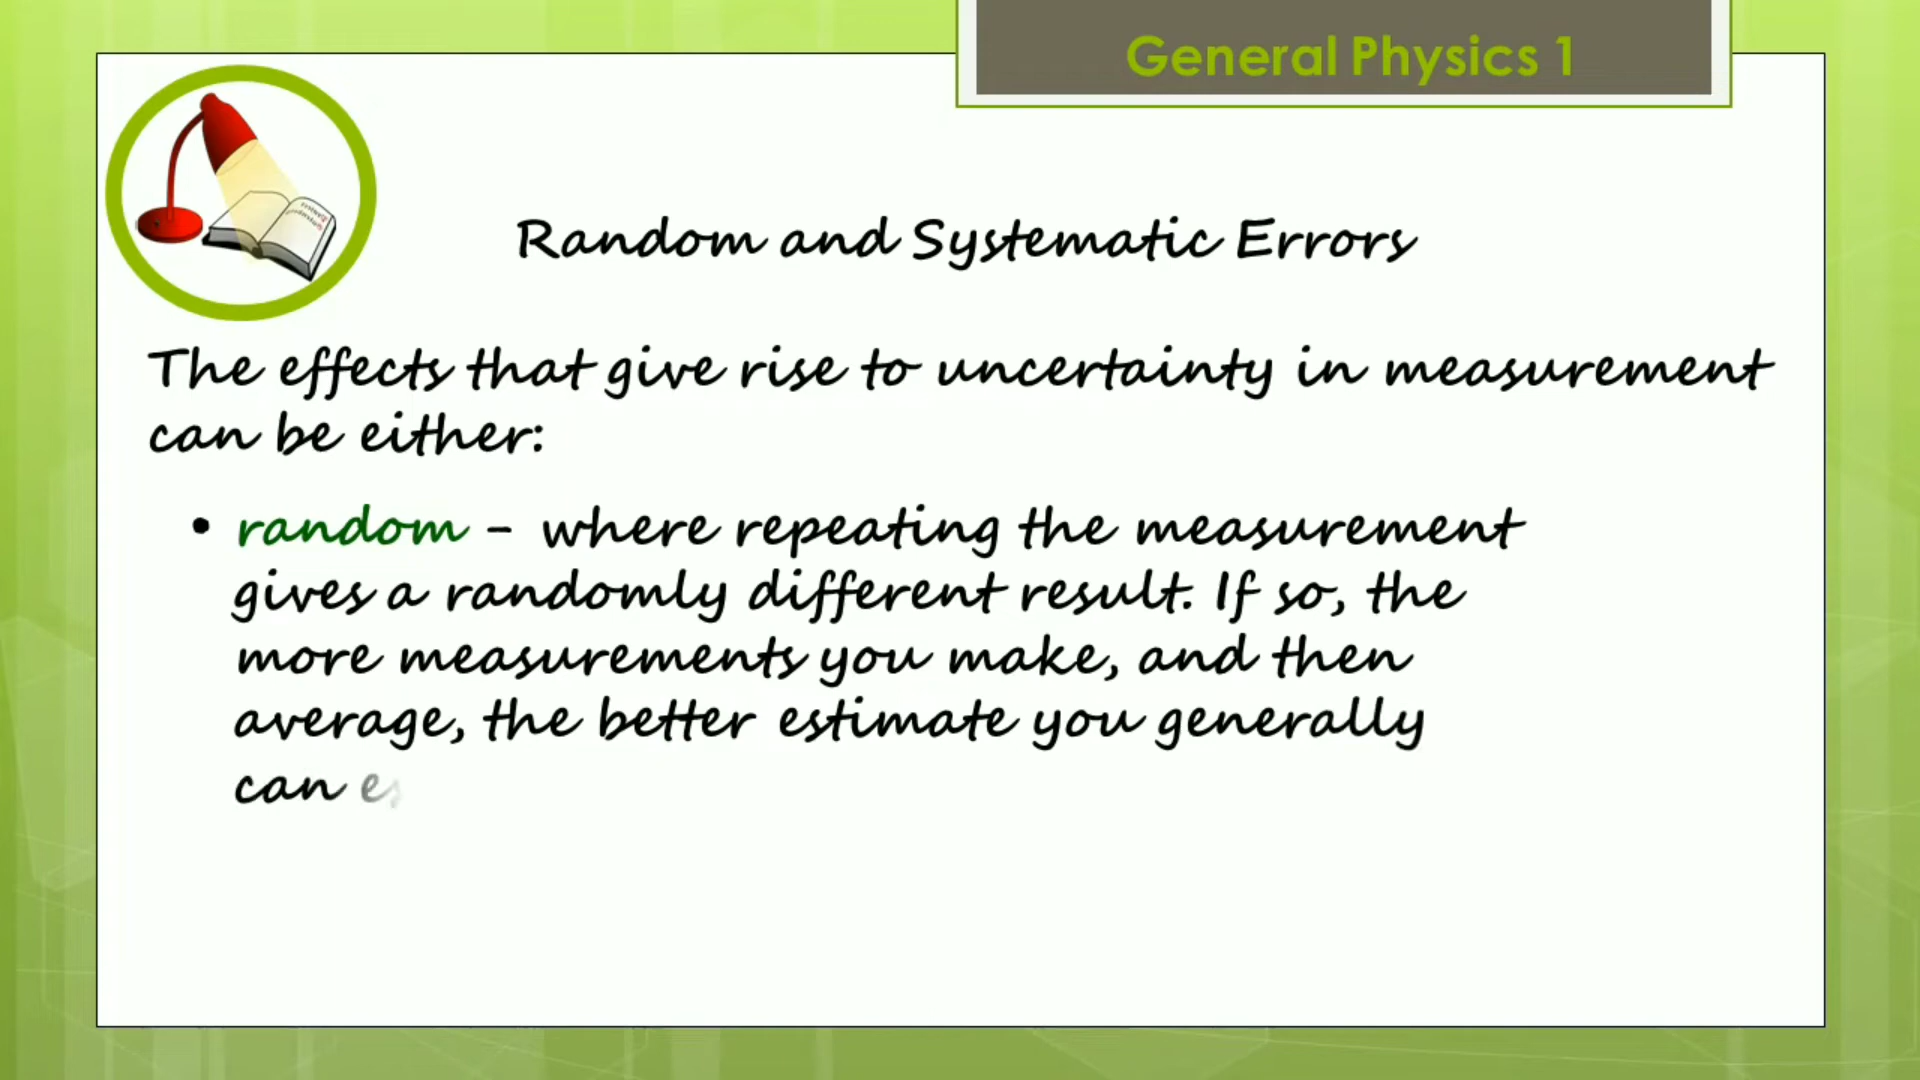 General Physics 1
Random and Systematic Errors
The effects that give rise to uncertainty in measurement
can be either:
• random - where repeating the measurement
gives a randomly different result. If so, the
more measurements you make, and then
average, the better estimate you generally
can